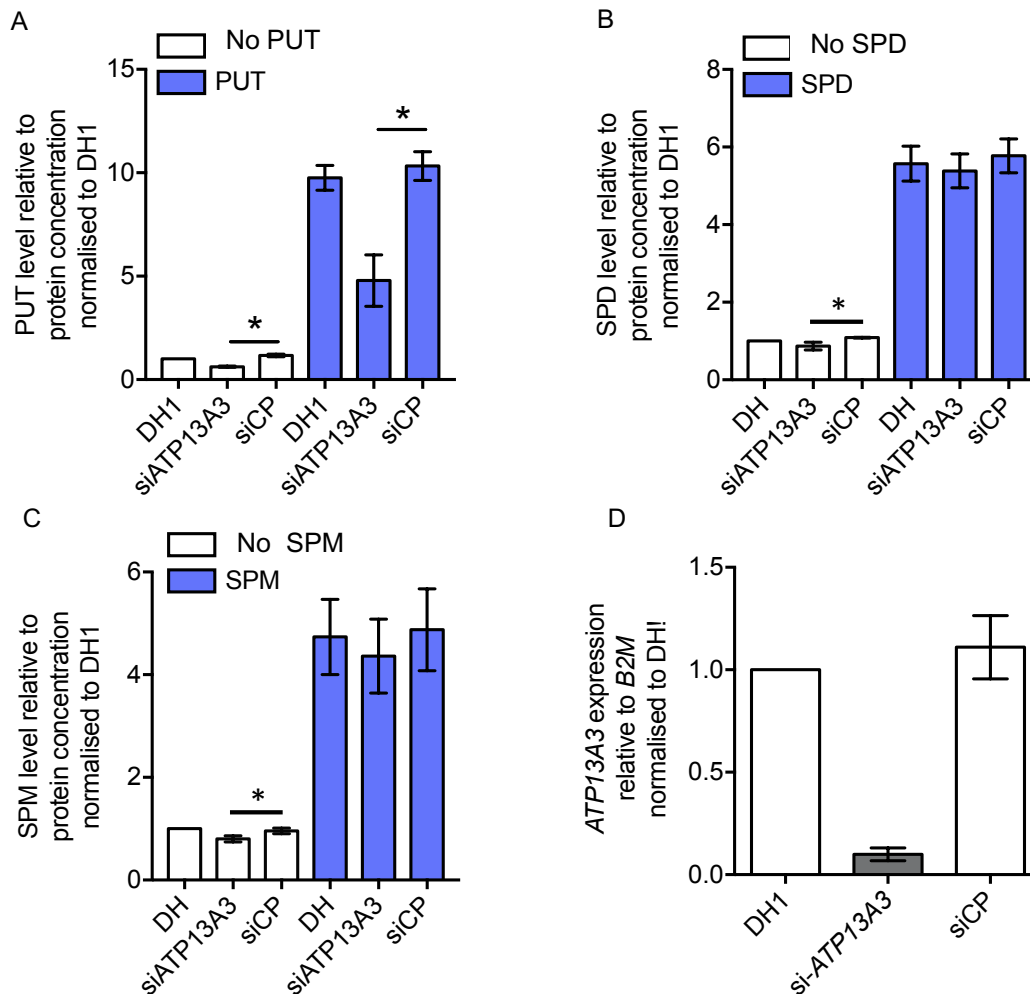 A
No PUT
PUT
PUT level relative to
protein concentration
normalised to DH1
15
10
5
0
*
*
DH1
siATP13A3
siCP
DH1
siATP13A3
siCP
B
No SPD
SPD
SPD level relative to
protein concentration
normalised to DH1
8
6
4
2
0
*
DH
siATP13A3
siCP
DH
siATP13A3
siCP
C
No SPM
SPM
SPM level relative to
protein concentration
normalised to DH1
6
4
2
0
*
DH
siATP13A3
siCP
DH
siATP13A3
siCP
D
ATP13A3 expression
relative to B2M
normalised to DH!
1.5
1.0
0.5
0.0
DH1
si-ATP13A3
siCP